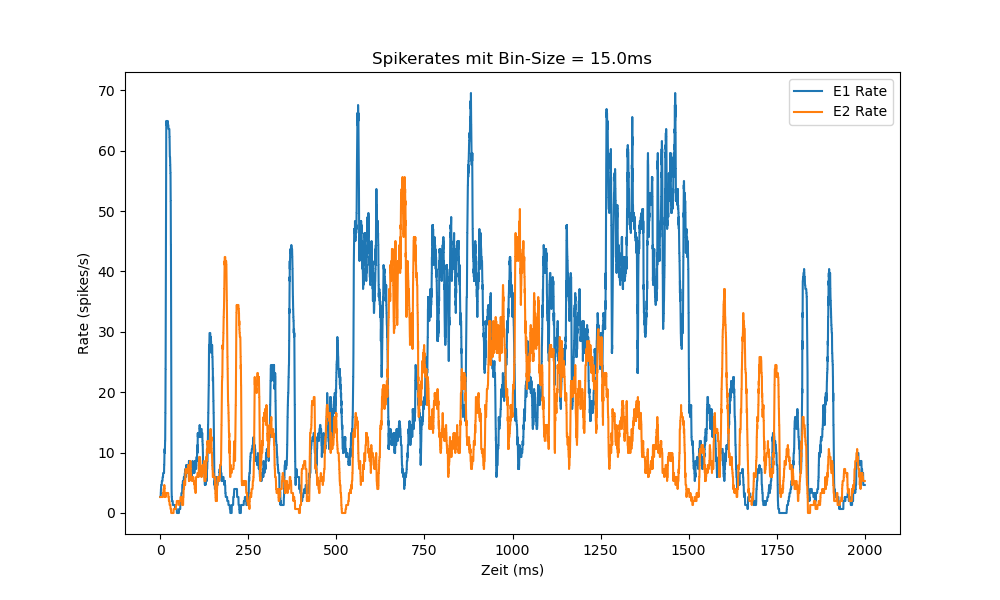 Spikerates mit Bin-Size = 15.0ms
E1 Rate
E2 Rate
70
60
50
40
30
20
10
0
Rate (spikes/s)
0 250 500 750 1000 1250 1500 1750 2000
Zeit (ms)